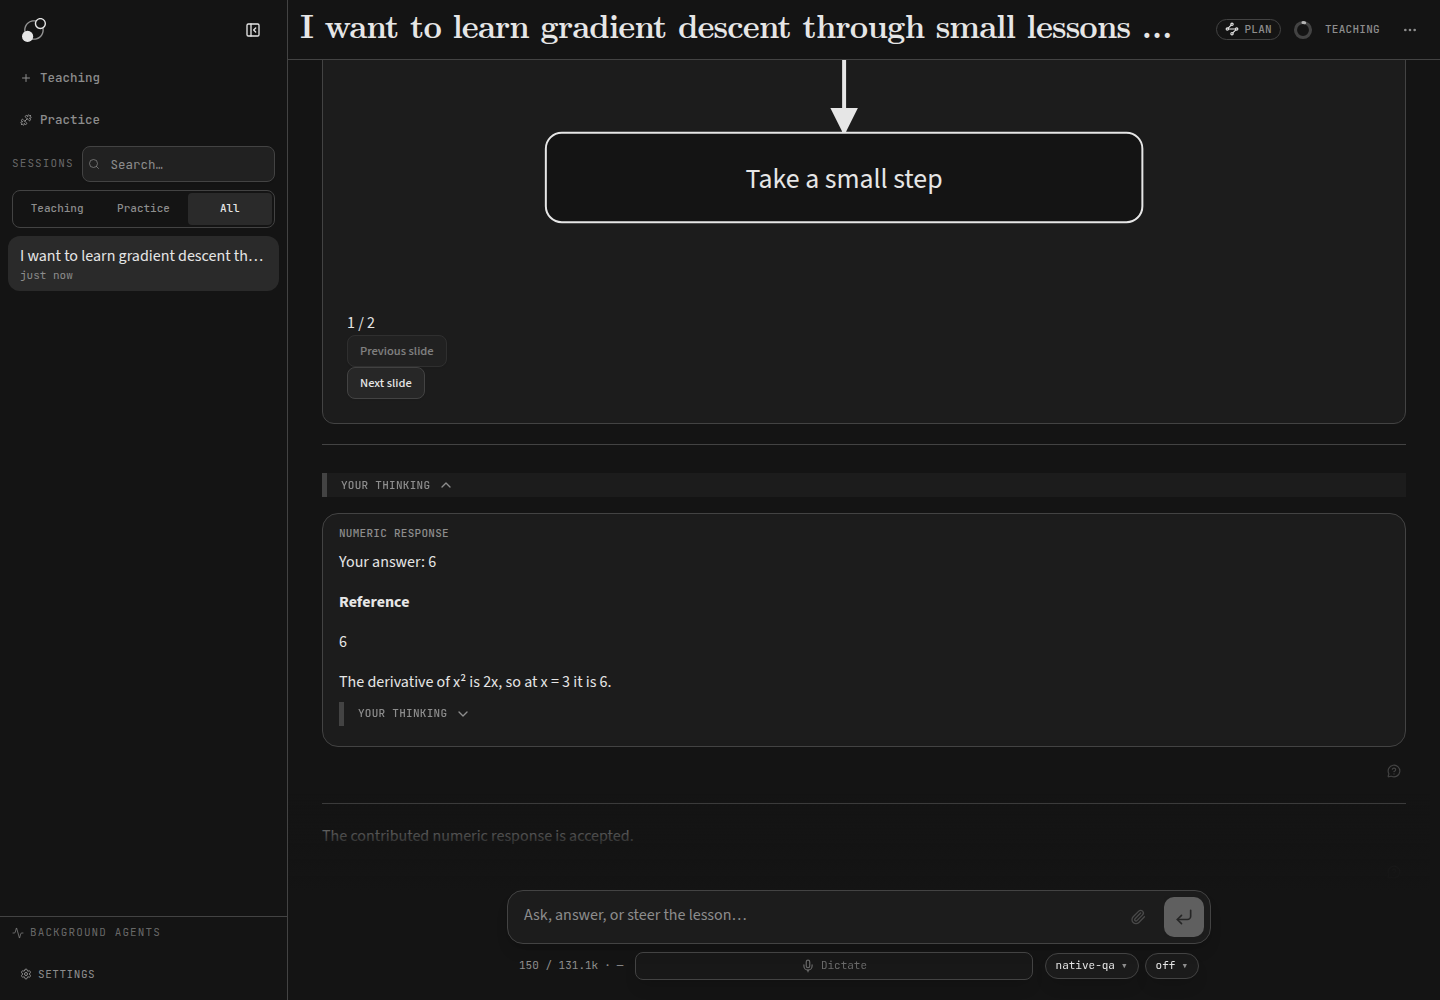 I want to learn gradient descent through small lessons ...
PLAN
TEACHING
Teaching
Practice
SESSIONS
Search…
Teaching
Practice
All
I want to learn gradient descent th…
just now
Take a small step
1 / 2
Previous slide
Next slide
YOUR THINKING
NUMERIC RESPONSE
Your answer: 6
Reference
6
The derivative of x² is 2x, so at x = 3 it is 6.
YOUR THINKING
The contributed numeric response is accepted.
Ask, answer, or steer the lesson…
150 / 131.1k · —
Dictate
native-qa
off
BACKGROUND AGENTS
SETTINGS